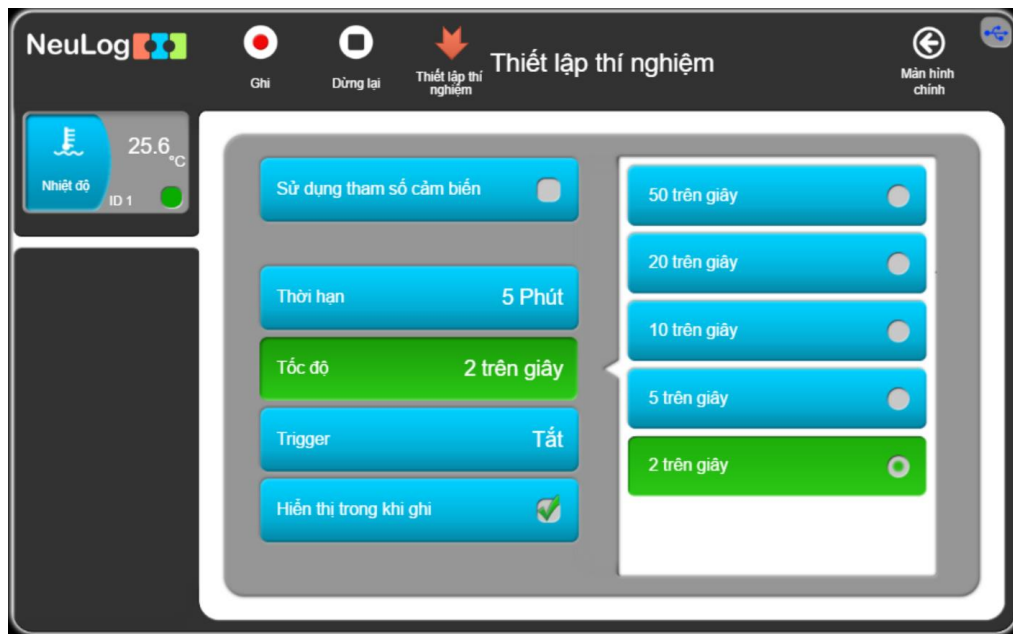 NeuLog
Ghi
Dừng lại
Thiết lập thí
nghiệm
Thiết lập thí nghiệm
Màn hình
chính
25.6
°C
Nhiệt độ
ID 1
Sử dụng tham số cảm biến
Thời hạn 5 Phút
Tốc độ 2 trên giây
Trigger Tắt
Hiển thị trong khi ghi
50 trên giây
20 trên giây
10 trên giây
5 trên giây
2 trên giây